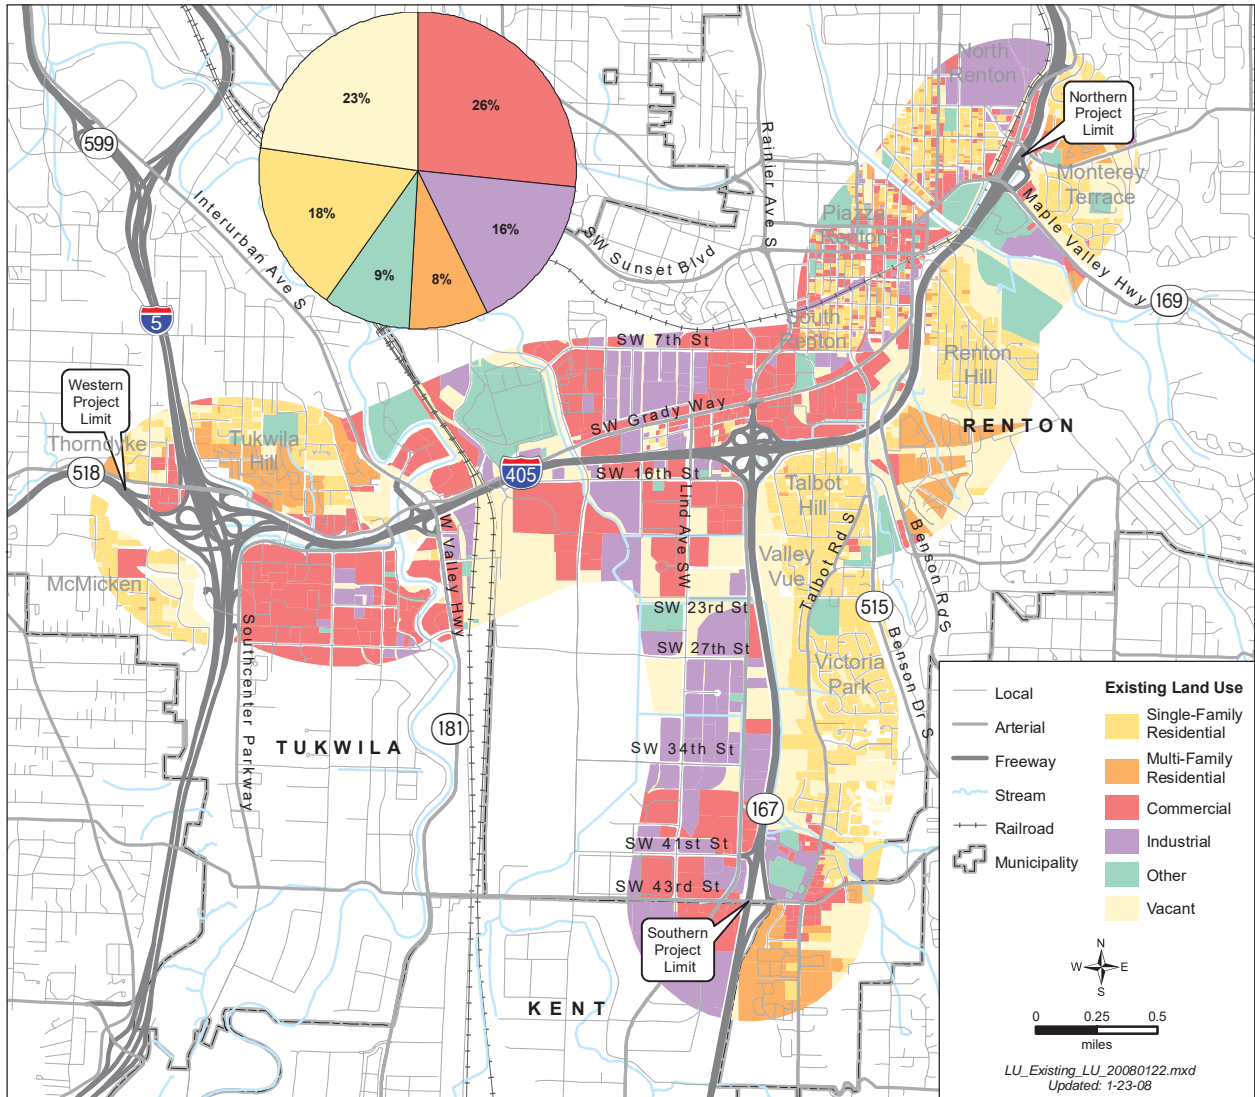 23%
26%
18%
16%
9%
8%
599
5
Interurban Ave S
SW Sunset Blvd
Rainier Ave S
North
Renton
Northern
Project
Limit
Monterey
Terrace
Maple Valley Hwy
169
Piazza
Renton
South
Renton
Renton
Hill
RENTON
SW 7th St
SW Grady Way
Western
Project
Limit
Thorndyke
518
Tukwila
Hill
405
SW 16th St
Lind Ave SW
Talbot
Hill
Valley
Vue
Talbot Rd S
Benson Rd S
515
Benson Dr S
McMicken
W Valley Hwy
Southcenter Parkway
SW 23rd St
SW 27th St
Victoria
Park
181
TUKWILA
SW 34th St
167
SW 41st St
SW 43rd St
Southern
Project
Limit
KENT
Local
Arterial
Freeway
Stream
Railroad
Municipality
Existing Land Use
Single-Family
Residential
Multi-Family
Residential
Commercial
Industrial
Other
Vacant
N
W E
S
0 0.25 0.5
miles
LU_Existing_LU_20080122.mxd
Updated: 1-23-08